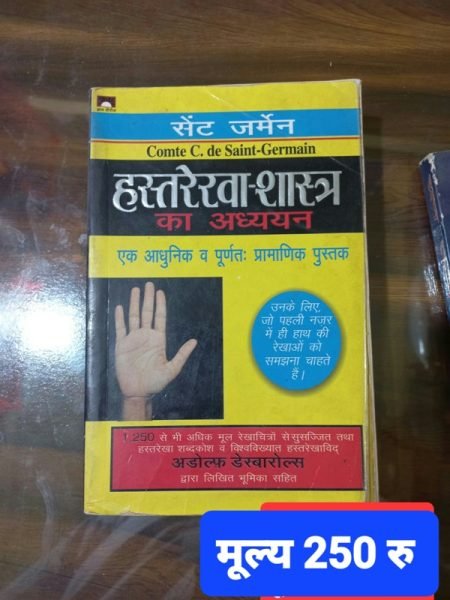 सेंट जर्मेन
Comte C. de Saint-Germain
हस्तरेखा-शास्त्र
का अध्ययन
एक आधुनिक व पूर्णतः प्रामाणिक पुस्तक
उनके लिए,
जो पहली नजर
में ही हाथ की
रेखाओं को
समझना चाहते
हैं।
1,250 से भी अधिक मूल रेखाचित्रों से सुसज्जित तथा
हस्तरेखा शब्दकोश व विश्वविख्यात हस्तरेखाविद्
अडोल्फ डेस्बारोल्स
द्वारा लिखित भूमिका सहित
मूल्य 250 रु